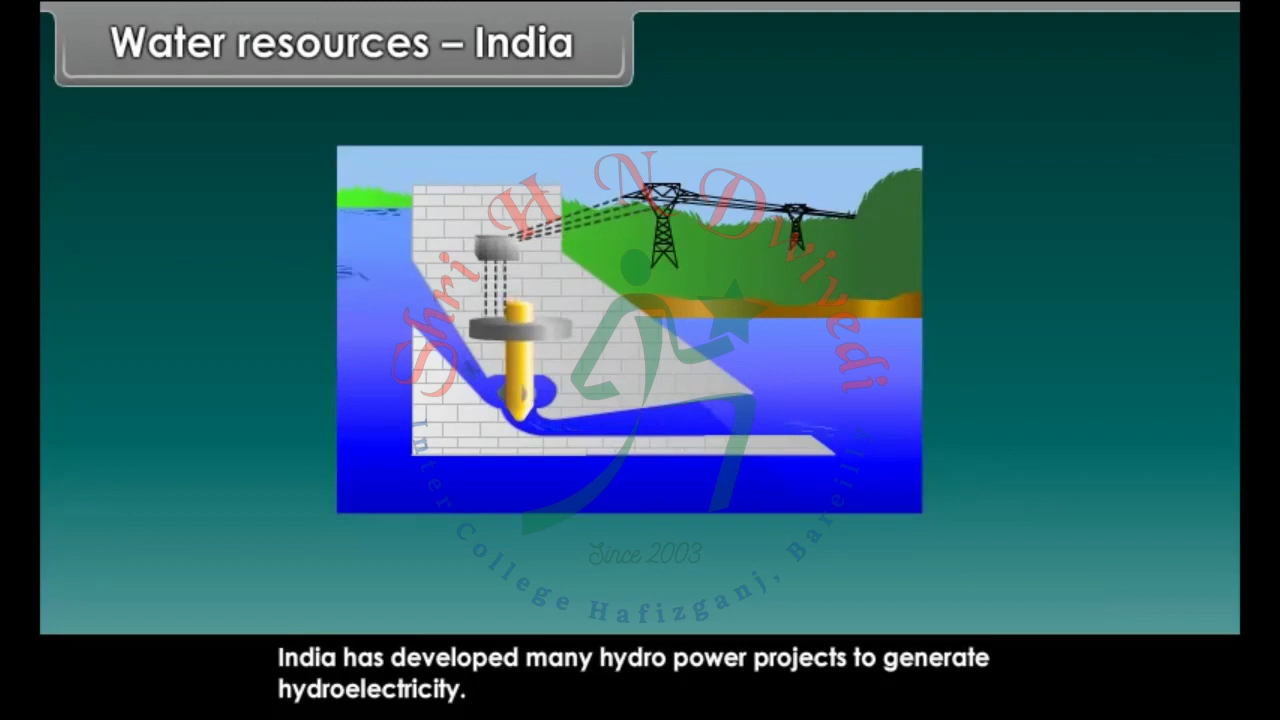 Water resources – India
Shri H N Dwivedi
Since 2003
Inter College Hafizganj, Bareilly
India has developed many hydro power projects to generate
hydroelectricity.